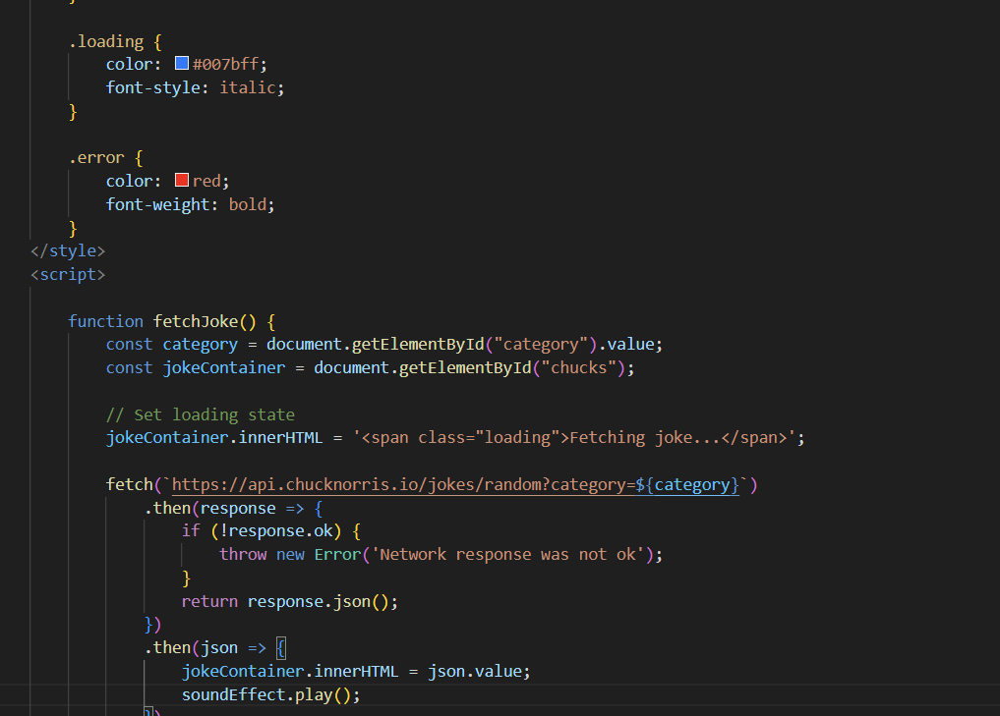 }
.loading {
color: #007bff;
font-style: italic;
}
.error {
color: red;
font-weight: bold;
}
</style>
<script>
function fetchJoke() {
const category = document.getElementById("category").value;
const jokeContainer = document.getElementById("chucks");
// Set loading state
jokeContainer.innerHTML = '<span class="loading">Fetching joke...</span>';
fetch(`https://api.chucknorris.io/jokes/random?category=${category}`)
.then(response => {
if (!response.ok) {
throw new Error('Network response was not ok');
}
return response.json();
})
.then(json => {
jokeContainer.innerHTML = json.value;
soundEffect.play();
})